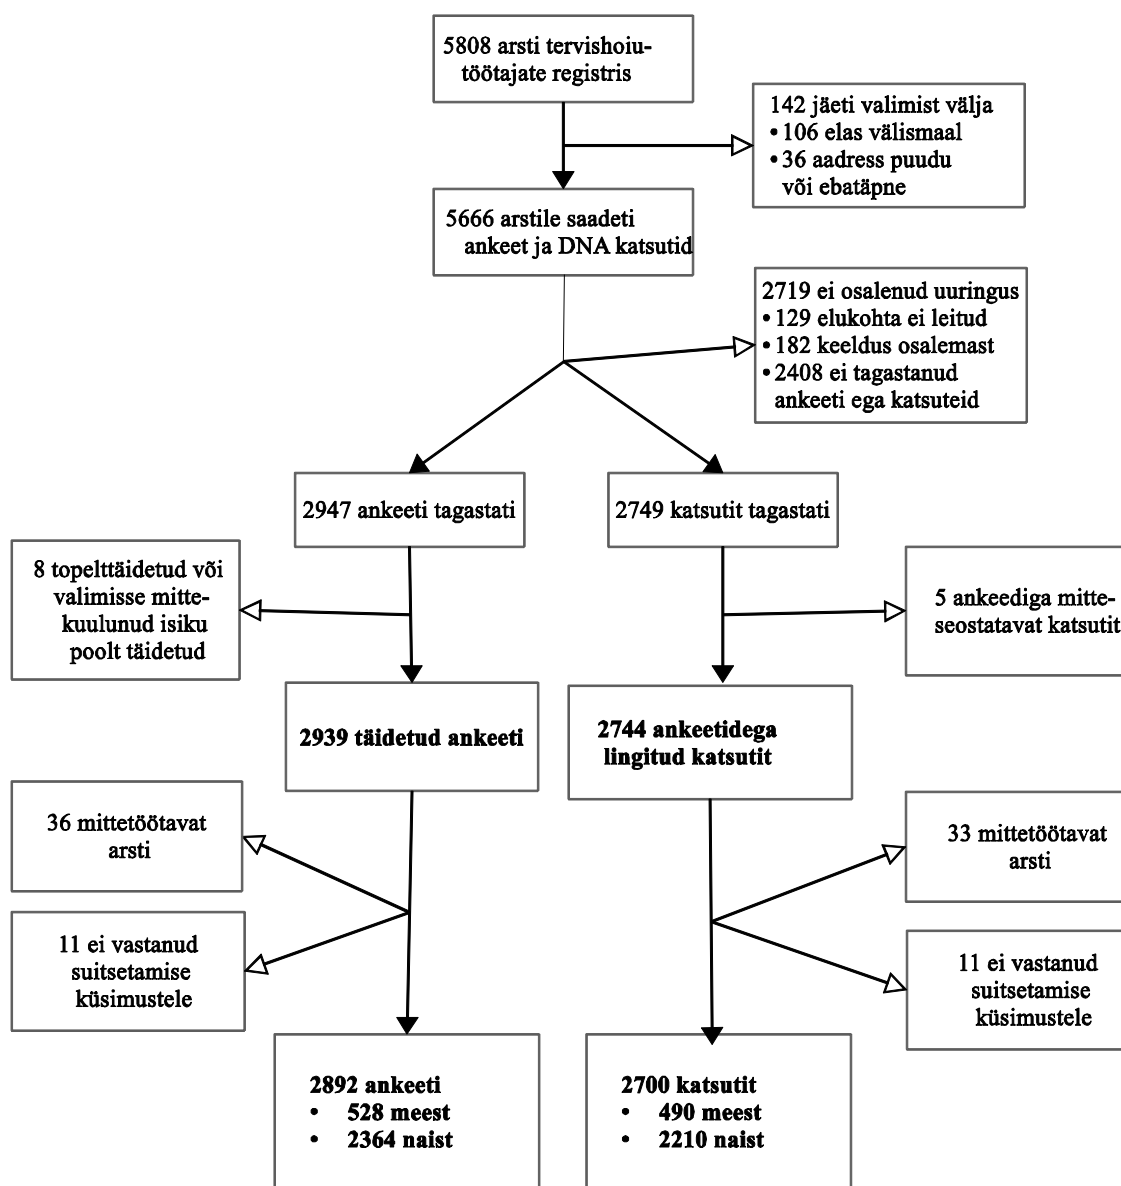 5808 arsti tervishoiu-
töötajate registris
142 jäeti valimist välja
• 106 elas välismaal
• 36 aadress puudu
või ebatäpne
5666 arstile saadeti
ankeet ja DNA katsutid
2719 ei osalenud uuringus
• 129 elukohta ei leitud
• 182 keeldus osalemast
• 2408 ei tagastanud
ankeeti ega katsuteid
2947 ankeeti tagastati
2749 katsutit tagastati
8 topelttäidetud või
valimisse mitte-
kuulunud isiku
poolt täidetud
5 ankeediga mitte-
seostatavat katsutit
2939 täidetud ankeeti
2744 ankeetidega
lingitud katsutit
36 mittetöötavat
arsti
33 mittetöötavat
arsti
11 ei vastanud
suitsetamise
küsimustele
11 ei vastanud
suitsetamise
küsimustele
2892 ankeeti
• 528 meest
• 2364 naist
2700 katsutit
• 490 meest
• 2210 naist